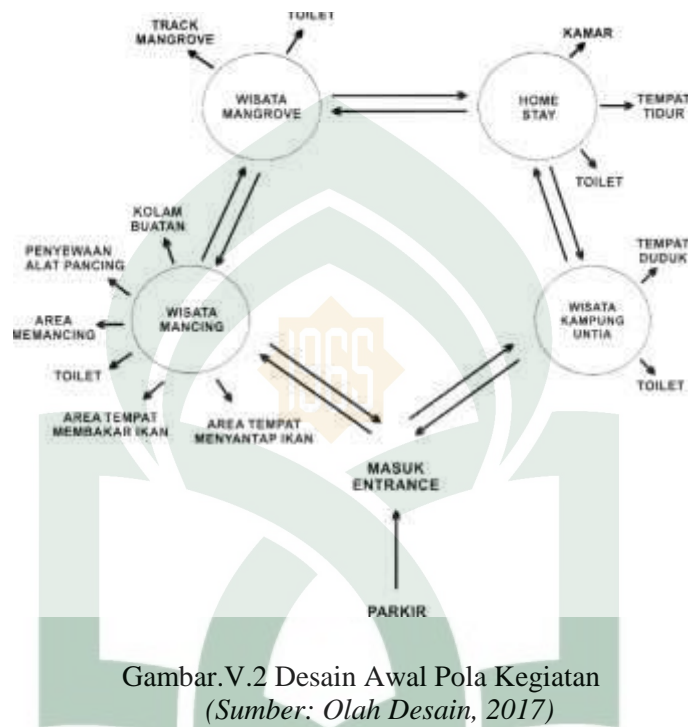 TOILET
TRACK
MANGROVE
WISATA
MANGROVE
KAMAR
HOME
STAY
TEMPAT
TIDUR
TOILET
KOLAM
BUATAN
PENYEWAAN
ALAT PANCING
AREA
MEMANCING
TOILET
AREA TEMPAT
MEMBAKAR IKAN
AREA TEMPAT
MENYANTAP IKAN
WISATA
MANCING
TEMPAT
DUDUK
WISATA
KAMPUNG
UNTIA
TOILET
1965
MASUK
ENTRANCE
PARKIR
Gambar.V.2 Desain Awal Pola Kegiatan
(Sumber: Olah Desain, 2017)